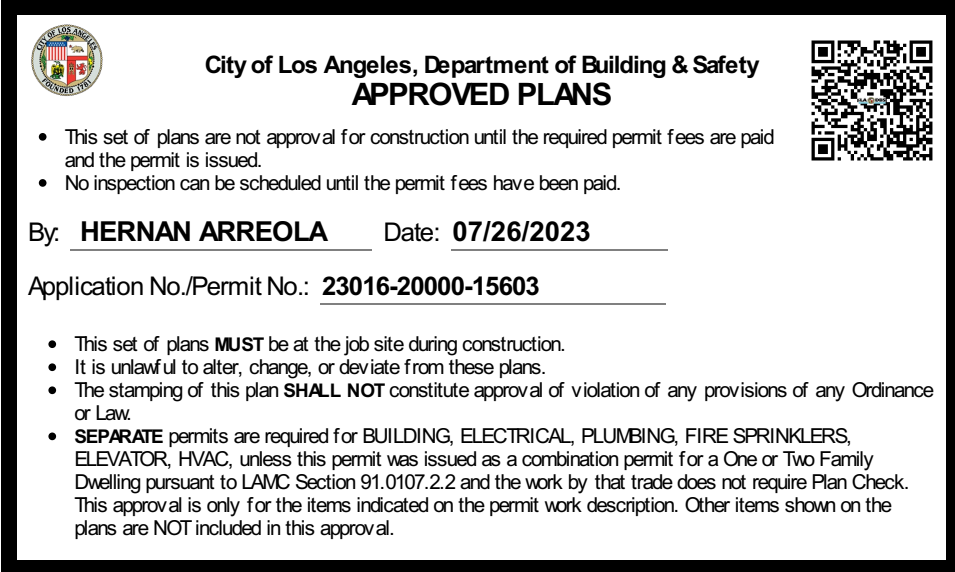 CITY OF LOS ANGELES
FOUNDED 1781
City of Los Angeles, Department of Building & Safety
APPROVED PLANS
• This set of plans are not approval for construction until the required permit fees are paid
and the permit is issued.
• No inspection can be scheduled until the permit fees have been paid.
By: HERNAN ARREOLA Date: 07/26/2023
Application No./Permit No.: 23016-20000-15603
• This set of plans MUST be at the job site during construction.
• It is unlawful to alter, change, or deviate from these plans.
• The stamping of this plan SHALL NOT constitute approval of violation of any provisions of any Ordinance
or Law.
• SEPARATE permits are required for BUILDING, ELECTRICAL, PLUMBING, FIRE SPRINKLERS,
ELEVATOR, HVAC, unless this permit was issued as a combination permit for a One or Two Family
Dwelling pursuant to LAMC Section 91.0107.2.2 and the work by that trade does not require Plan Check.
This approval is only for the items indicated on the permit work description. Other items shown on the
plans are NOT included in this approval.